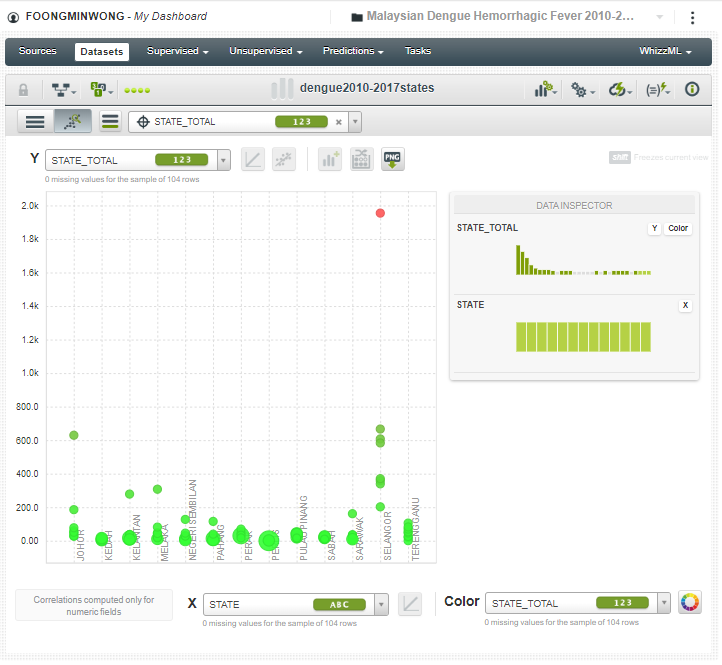 FOONGMINWONG - My Dashboard
Malaysian Dengue Hemorrhagic Fever 2010-2...
Sources Datasets Supervised Unsupervised Predictions Tasks WhizzML
dengue2010-2017states
STATE_TOTAL 123
Y STATE_TOTAL 123
PNG
shift Freezes current view
0 missing values for the sample of 104 rows
2.0k
1.8k
1.6k
1.4k
1.2k
1.0k
800.0
600.0
400.0
200.0
0.00
JOHOR
KEDAH
KELANTAN
MELAKA
NEGERI SEMBILAN
PAHANG
PERAK
PULAU PINANG
SABAH
SARAWAK
SELANGOR
TERENGGANU
DATA INSPECTOR
STATE_TOTAL Y Color
STATE X
Correlations computed only for
numeric fields
X STATE ABC
0 missing values for the sample of 104 rows
Color STATE_TOTAL 123
0 missing values for the sample of 104 rows